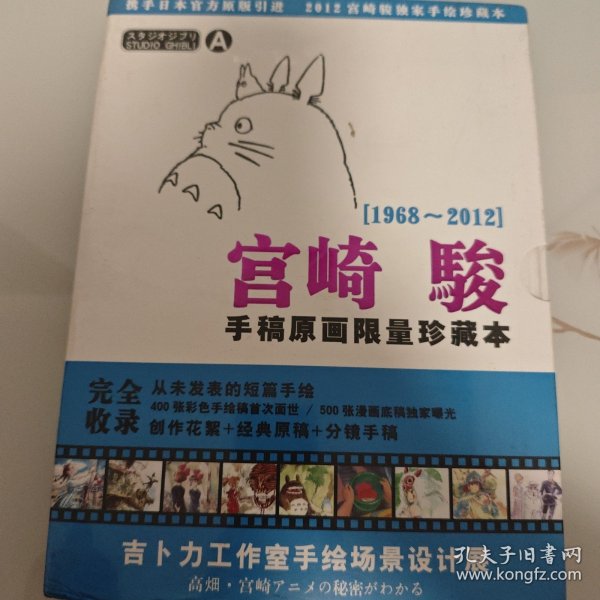 携手日本官方原版引进 2012宫崎骏独家手绘珍藏本
スタジオジブリ
STUDIO GHIBLI
A
[1968~2012]
宮崎 駿
手稿原画限量珍藏本
完全
收录
从未发表的短篇手绘
400张彩色手绘稿首次面世 / 500张漫画底稿独家曝光
创作花絮+经典原稿+分镜手稿
吉卜力工作室手绘场景设计
高畑・宮崎アニメの秘密がわかる
孔夫子旧书网
www.kongfz.com